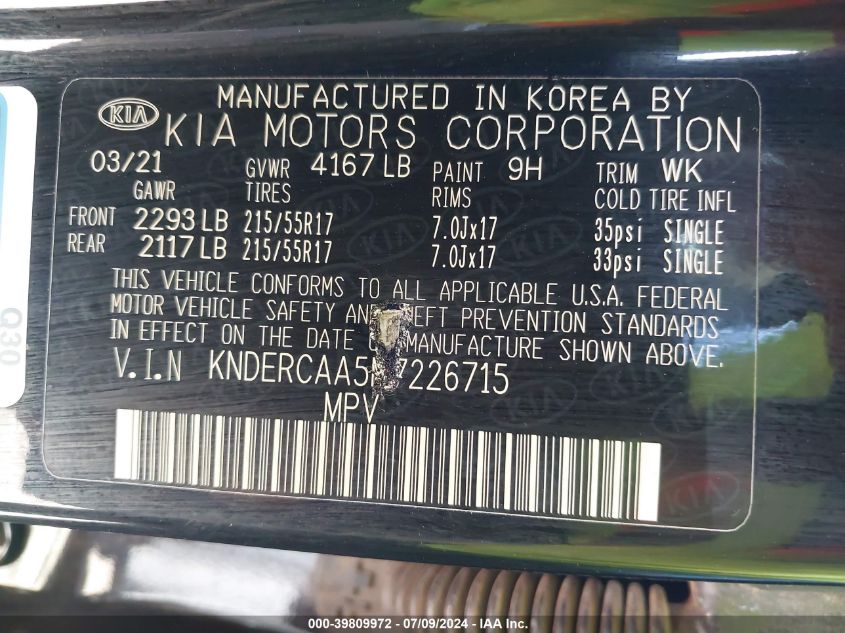 MANUFACTURED IN KOREA BY
KIA KIA MOTORS CORPORATION
03/21 GVWR 4167 LB PAINT 9H TRIM WK
GAWR TIRES RIMS COLD TIRE INFL
FRONT 2293 LB 215/55R17 7.0Jx17 35psi SINGLE
REAR 2117 LB 215/55R17 7.0Jx17 33psi SINGLE
THIS VEHICLE CONFORMS TO ALL APPLICABLE U.S.A. FEDERAL
MOTOR VEHICLE SAFETY AND THEFT PREVENTION STANDARDS
IN EFFECT ON THE DATE OF MANUFACTURE SHOWN ABOVE.
V.I.N
MPV
Q30
000-39809972 / 07/09/2024 - IAA Inc.